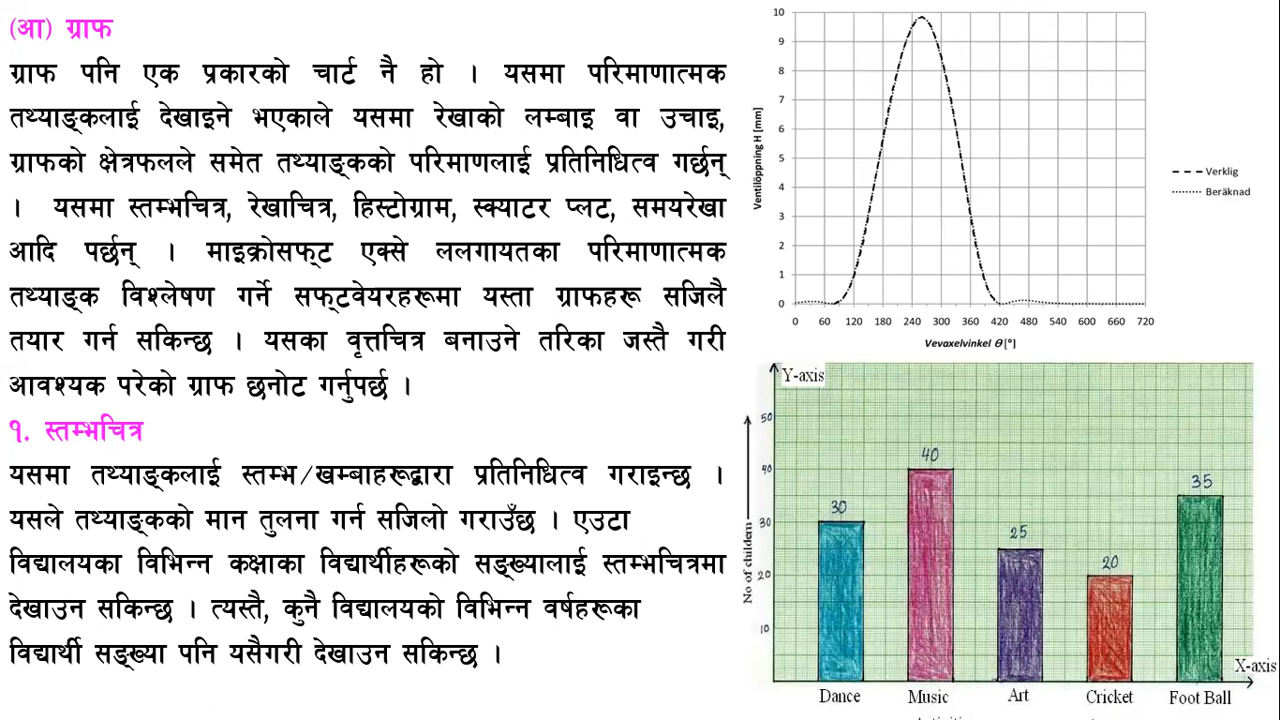 (आ) ग्राफ
ग्राफ पनि एक प्रकारको चार्ट नै हो । यसमा परिमाणात्मक
तथ्याङ्कलाई देखाइने भएकाले यसमा रेखाको लम्बाइ वा उचाइ,
ग्राफको क्षेत्रफलले समेत तथ्याङ्कको परिमाणलाई प्रतिनिधित्व गर्छन्
। यसमा स्तम्भचित्र, रेखाचित्र, हिस्टोग्राम, स्क्याटर प्लट, समयरेखा
आदि पर्छन् । माइक्रोसफ्ट एक्से ललगायतका परिमाणात्मक
तथ्याङ्क विश्लेषण गर्ने सफ्टवेयरहरूमा यस्ता ग्राफहरू सजिलै
तयार गर्न सकिन्छ । यसका वृत्तचित्र बनाउने तरिका जस्तै गरी
आवश्यक परेको ग्राफ छनोट गर्नुपर्छ ।
१. स्तम्भचित्र
यसमा तथ्याङ्कलाई स्तम्भ/खम्बाहरूद्वारा प्रतिनिधित्व गराइन्छ ।
यसले तथ्याङ्कको मान तुलना गर्न सजिलो गराउँछ । एउटा
विद्यालयका विभिन्न कक्षाका विद्यार्थीहरूको सङ्ख्यालाई स्तम्भचित्रमा
देखाउन सकिन्छ । त्यस्तै, कुनै विद्यालयको विभिन्न वर्षहरूका
विद्यार्थी सङ्ख्या पनि यसैगरी देखाउन सकिन्छ ।
10
9
8
7
6
5
4
3
2
1
0
Ventilöppning H [mm]
0 60 120 180 240 300 360 420 480 540 600 660 720
Vevaxelvinkel θ [°]
Verklig
Beräknad
Y-axis
50
40
30
20
10
No of
30 40 25 20 35
X-axis
Dance Music Art Cricket Foot Ball